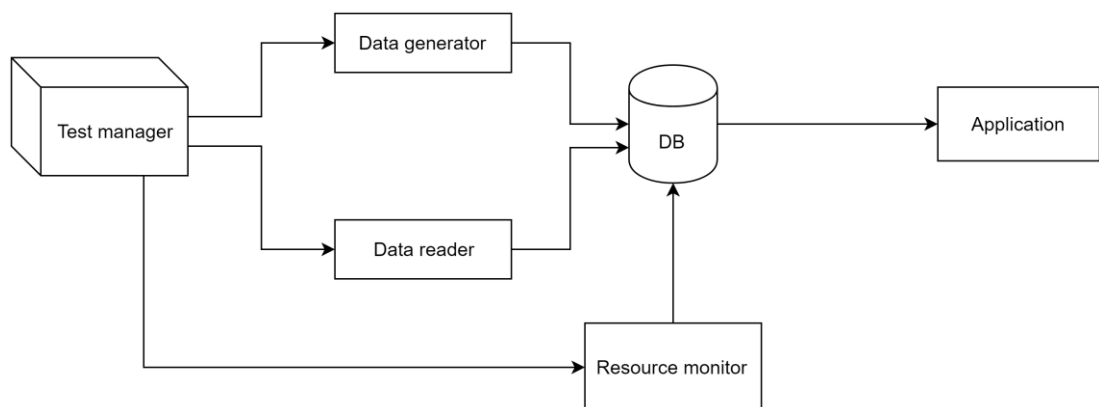 Data generator
Test manager
DB
Application
Data reader
Resource monitor